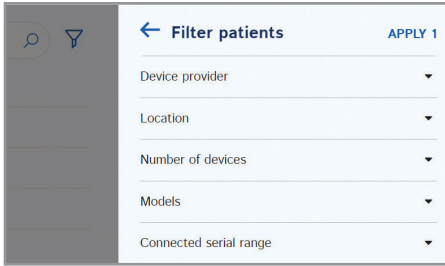 Filter patients
APPLY 1
Device provider
Location
Number of devices
Models
Connected serial range